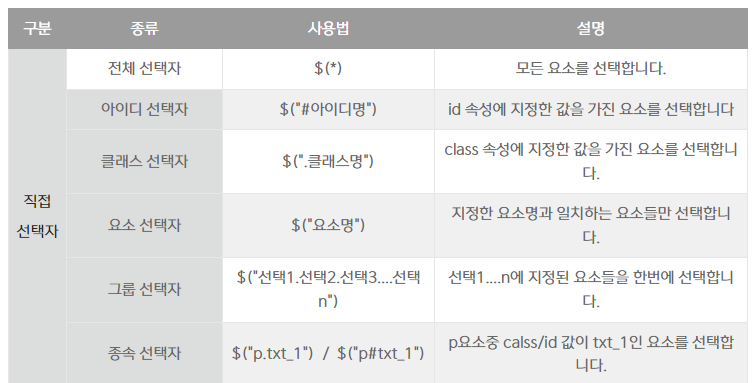 구분 종류 사용법 설명
직접
선택자
전체 선택자 $(*) 모든 요소를 선택합니다.
아이디 선택자 $("#아이디명") id 속성에 지정한 값을 가진 요소를 선택합니다
클래스 선택자 $(".클래스명") class 속성에 지정한 값을 가진 요소를 선택합니
다.
요소 선택자 $("요소명") 지정한 요소명과 일치하는 요소들만 선택합니
다.
그룹 선택자 $("선택1.선택2.선택3....선택
n") 선택1....n에 지정된 요소들을 한번에 선택합니
다.
종속 선택자 $("p.txt_1") / $("p#txt_1") p요소중 calss/id 값이 txt_1인 요소를 선택합
니다.